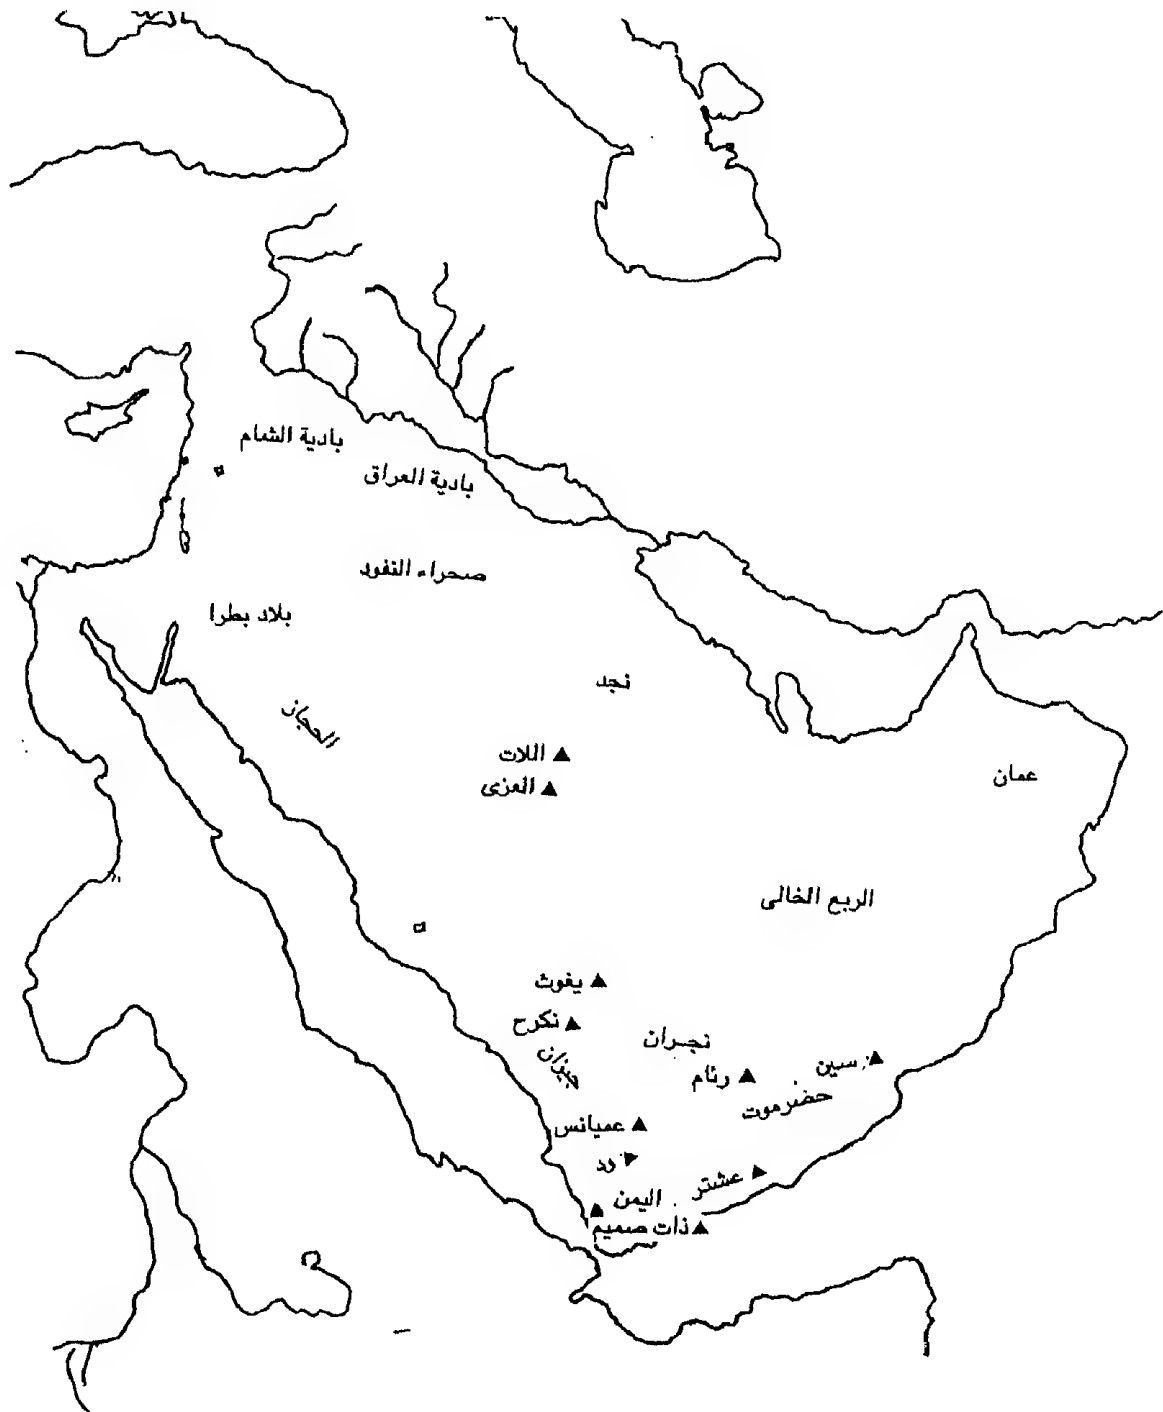 بادية الشام
بادية العراق
صحراء النفود
بلاد بطرا
نجد
الحجاز
اللات
العزى
عمان
الربع الخالى
يغوث
نكرح
نجران
جيزان
سين
رئام
حضرموت
عميانس
ود
عشتر
اليمن
ذات صميم